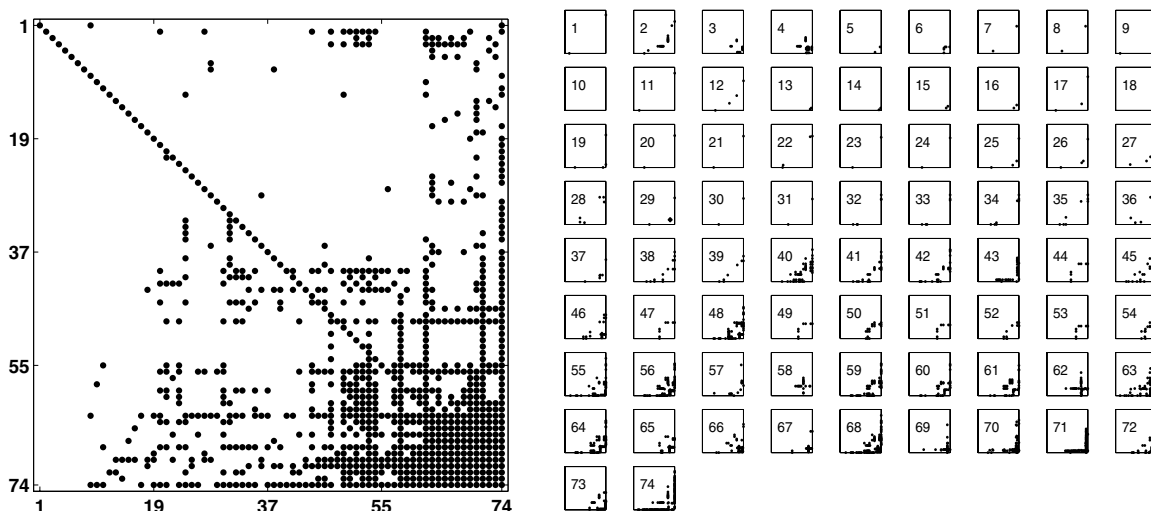 1
19
37
55
74
1 19 37 55 74
1 2 3 4 5 6 7 8 9
10 11 12 13 14 15 16 17 18
19 20 21 22 23 24 25 26 27
28 29 30 31 32 33 34 35 36
37 38 39 40 41 42 43 44 45
46 47 48 49 50 51 52 53 54
55 56 57 58 59 60 61 62 63
64 65 66 67 68 69 70 71 72
73 74